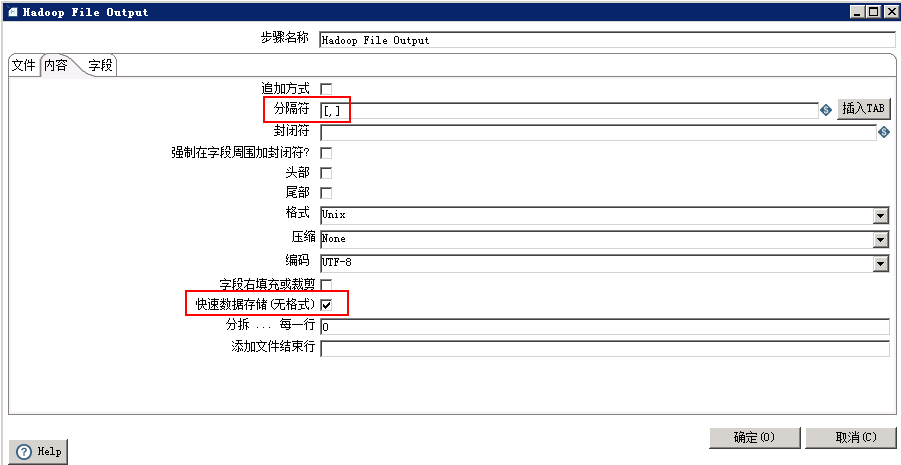 Hadoop File Output
步骤名称 Hadoop File Output
文件 内容 字段
追加方式
分隔符 [,] 插入TAB
封闭符
强制在字段周围加封闭符?
头部
尾部
格式 Unix
压缩 None
编码 UTF-8
字段右填充或裁剪
快速数据存储(无格式)
分拆 ... 每一行 0
添加文件结束行
确定(O) 取消(C)
Help